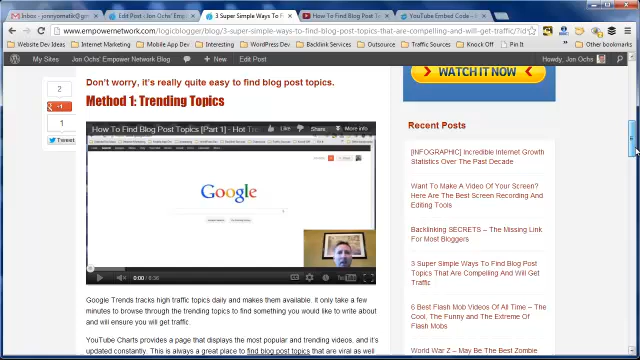 Inbox - jonnyomatik@gm
Edit Post ‹ Jon Ochs Emp
3 Super Simple Ways To F
How To Find Blog Post To
YouTube Embed Code -
www.empowernetwork.com/logicblogger/blog/3-super-simple-ways-to-find-blog-post-topics-that-are-compelling-and-will-get-traffic/?id
Website Dev Ideas
Internet Marketing
Mobile App Dev
Interesting
WordPress Dev
Backlink Services
Outsource
Traffic Sources
Knock Off
Other bookmarks
My Sites
Jon Ochs Empower Network Blog
New
Edit Post
Howdy, Jon Ochs
2
+1
1
Tweet
Don't worry, it's really quite easy to find blog post topics.
Method 1: Trending Topics
How To Find Blog Post Topics [Part 1] - Hot Tre
Like
Share
More info
Google
0:00 / 8:36
YouTube
Google Trends tracks high traffic topics daily and makes them available. It only take a few
minutes to browse through the trending topics to find something you would like to write about
and will ensure you will get traffic.
YouTube Charts provides a page that displays the most popular and trending videos, and it's
updated constantly. This is always a great place to find blog post topics that are viral as well
WATCH IT NOW
Recent Posts
[INFOGRAPHIC] Incredible Internet Growth
Statistics Over The Past Decade
Want To Make A Video Of Your Screen?
Here Are The Best Screen Recording And
Editing Tools
Backlinking SECRETS – The Missing Link
For Most Bloggers
3 Super Simple Ways To Find Blog Post
Topics That Are Compelling And Will Get
Traffic
6 Best Flash Mob Videos Of All Time – The
Cool, The Funny and The Extreme of
Flash Mobs
World War Z – May Be The Best Zombie